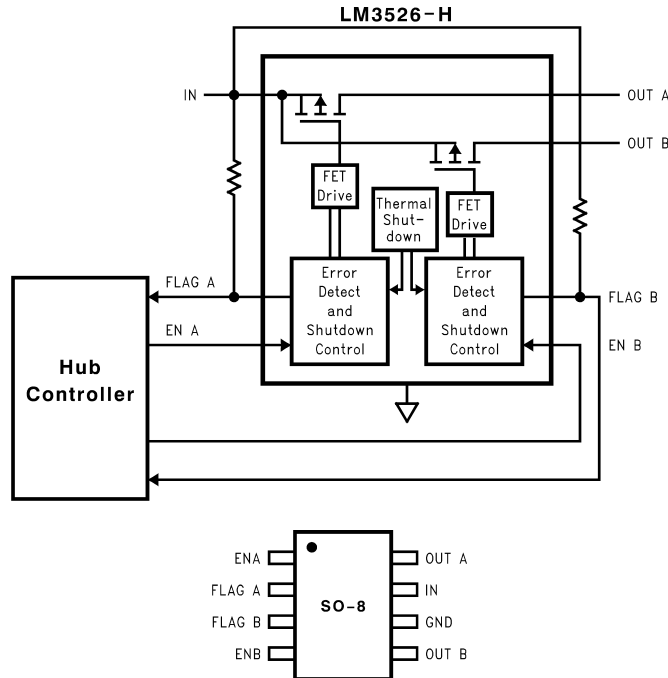 LM3526-H
IN
OUT A
OUT B
FET
Drive
Thermal
Shut-
down
FET
Drive
FLAG A
Error
Detect
and
Shutdown
Control
Error
Detect
and
Shutdown
Control
FLAG B
EN A
EN B
Hub
Controller
ENA
FLAG A
FLAG B
ENB
SO-8
OUT A
IN
GND
OUT B